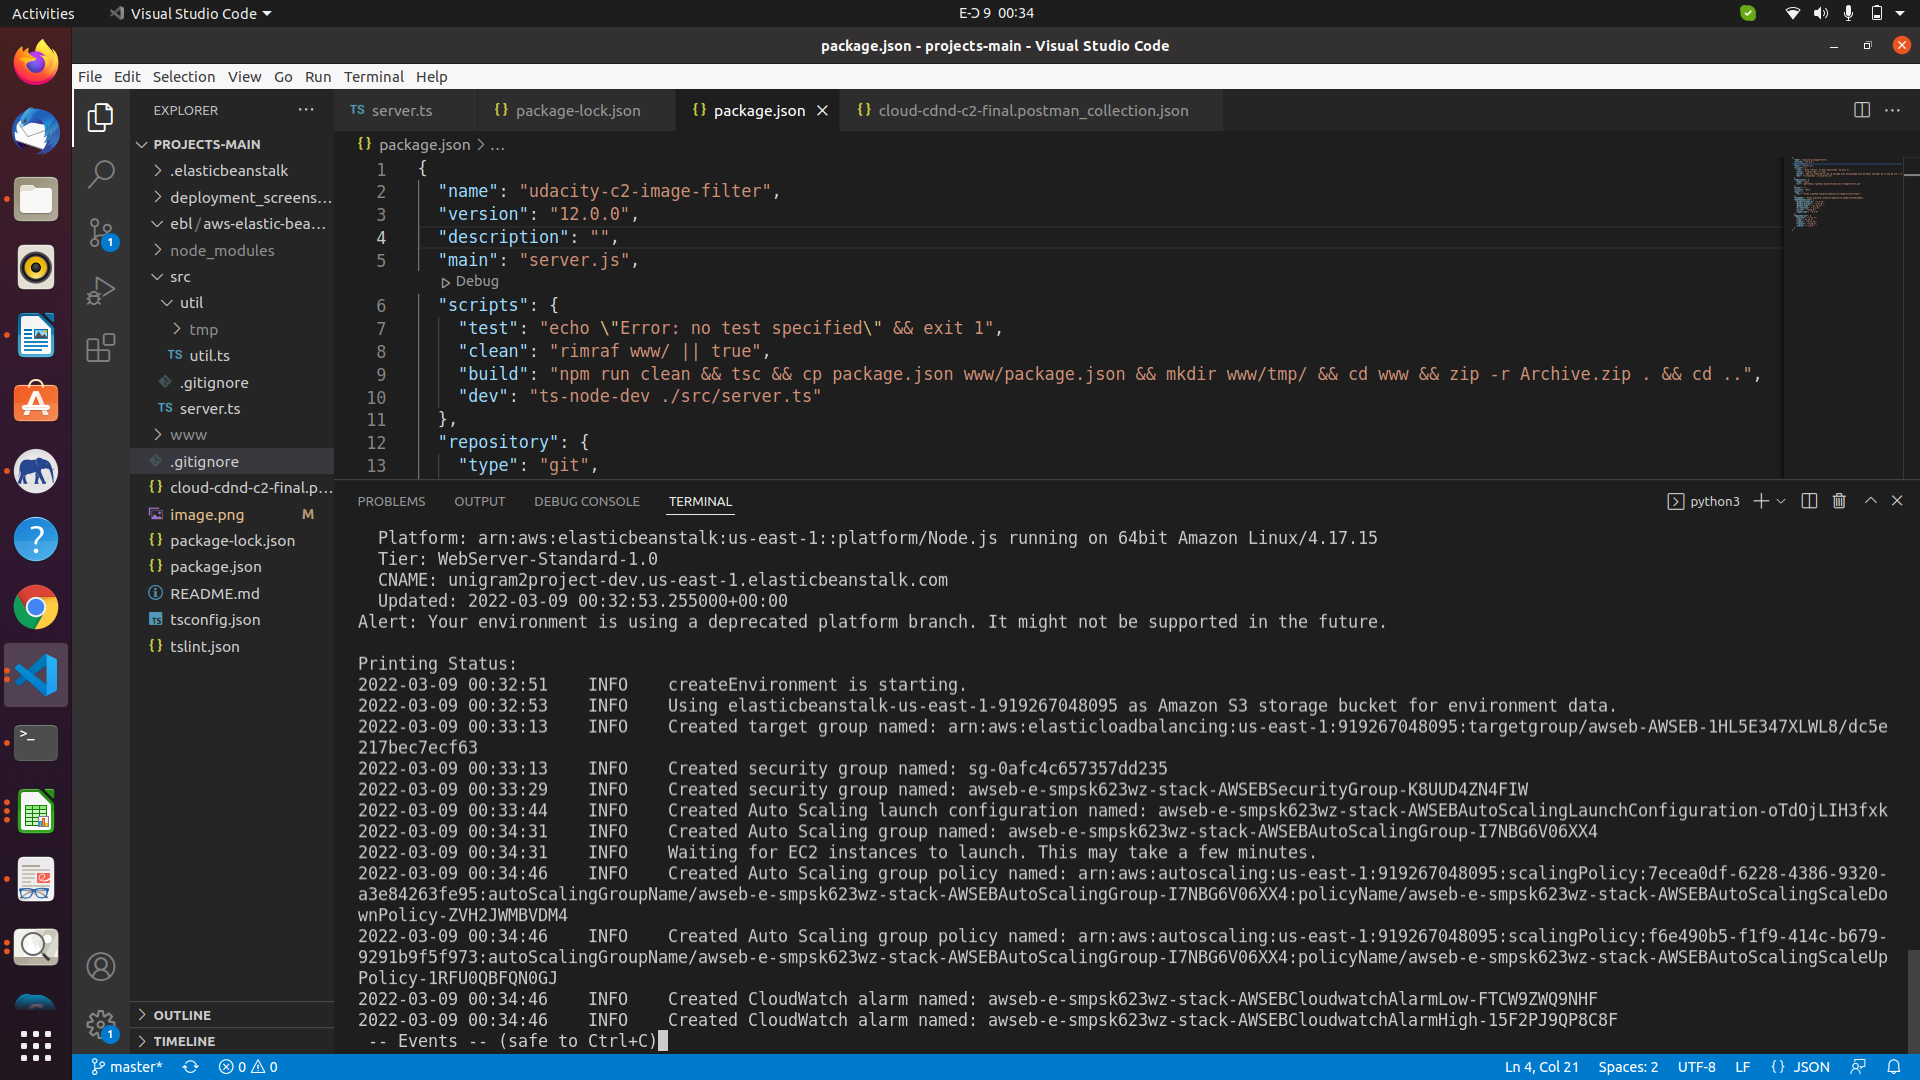 Activities
Visual Studio Code
00:34
package.json - projects-main - Visual Studio Code
File Edit Selection View Go Run Terminal Help
EXPLORER
PROJECTS-MAIN
.elasticbeanstalk
deployment_screens...
ebl/aws-elastic-bea...
node_modules
src
util
tmp
TS util.ts
.gitignore
TS server.ts
www
.gitignore
{} cloud-cdnd-c2-final.p...
image.png M
{} package-lock.json
{} package.json
README.md
TS tsconfig.json
{} tslint.json
OUTLINE
TIMELINE
1
1
TS server.ts
{} package-lock.json
{} package.json
{} cloud-cdnd-c2-final.postman_collection.json
{} package.json > ...
1 {
2 "name": "udacity-c2-image-filter",
3 "version": "12.0.0",
4 "description": "",
5 "main": "server.js",
Debug
6 "scripts": {
7 "test": "echo \"Error: no test specified\" && exit 1",
8 "clean": "rimraf www/ || true",
9 "build": "npm run clean && tsc && cp package.json www/package.json && mkdir www/tmp/ && cd www && zip -r Archive.zip . && cd ..",
10 "dev": "ts-node-dev ./src/server.ts"
11 },
12 "repository": {
13 "type": "git",
PROBLEMS OUTPUT DEBUG CONSOLE TERMINAL
python3
Platform: arn:aws:elasticbeanstalk:us-east-1::platform/Node.js running on 64bit Amazon Linux/4.17.15
Tier: WebServer-Standard-1.0
CNAME: unigram2project-dev.us-east-1.elasticbeanstalk.com
Updated: 2022-03-09 00:32:53.255000+00:00
Alert: Your environment is using a deprecated platform branch. It might not be supported in the future.
Printing Status:
2022-03-09 00:32:51 INFO createEnvironment is starting.
2022-03-09 00:32:53 INFO Using elasticbeanstalk-us-east-1-919267048095 as Amazon S3 storage bucket for environment data.
2022-03-09 00:33:13 INFO Created target group named: arn:aws:elasticloadbalancing:us-east-1:919267048095:targetgroup/awseb-AWSEB-1HL5E347XLWL8/dc5e
217bec7ecf63
2022-03-09 00:33:13 INFO Created security group named: sg-0afc4c657357dd235
2022-03-09 00:33:29 INFO Created security group named: awseb-e-smpsk623wz-stack-AWSEBSecurityGroup-K8UUD4ZN4FIW
2022-03-09 00:33:44 INFO Created Auto Scaling launch configuration named: awseb-e-smpsk623wz-stack-AWSEBAutoScalingLaunchConfiguration-oTdOjLIH3fxk
2022-03-09 00:34:31 INFO Created Auto Scaling group named: awseb-e-smpsk623wz-stack-AWSEBAutoScalingGroup-I7NBG6V06XX4
2022-03-09 00:34:31 INFO Waiting for EC2 instances to launch. This may take a few minutes.
2022-03-09 00:34:46 INFO Created Auto Scaling group policy named: arn:aws:autoscaling:us-east-1:919267048095:scalingPolicy:7ecea0df-6228-4386-9320-
a3e84263fe95:autoScalingGroupName/awseb-e-smpsk623wz-stack-AWSEBAutoScalingGroup-I7NBG6V06XX4:policyName/awseb-e-smpsk623wz-stack-AWSEBAutoScalingScaleDo
wnPolicy-ZVH2JWMBVDM4
2022-03-09 00:34:46 INFO Created Auto Scaling group policy named: arn:aws:autoscaling:us-east-1:919267048095:scalingPolicy:f6e490b5-f1f9-414c-b679-
9291b9f5f973:autoScalingGroupName/awseb-e-smpsk623wz-stack-AWSEBAutoScalingGroup-I7NBG6V06XX4:policyName/awseb-e-smpsk623wz-stack-AWSEBAutoScalingScaleUp
Policy-1RFU0QBFQN0GJ
2022-03-09 00:34:46 INFO Created CloudWatch alarm named: awseb-e-smpsk623wz-stack-AWSEBCloudwatchAlarmLow-FTCW9ZWQ9NHF
2022-03-09 00:34:46 INFO Created CloudWatch alarm named: awseb-e-smpsk623wz-stack-AWSEBCloudwatchAlarmHigh-15F2PJ9QP8C8F
-- Events -- (safe to Ctrl+C)
master* 0 0 Ln 4, Col 21 Spaces: 2 UTF-8 LF {} JSON